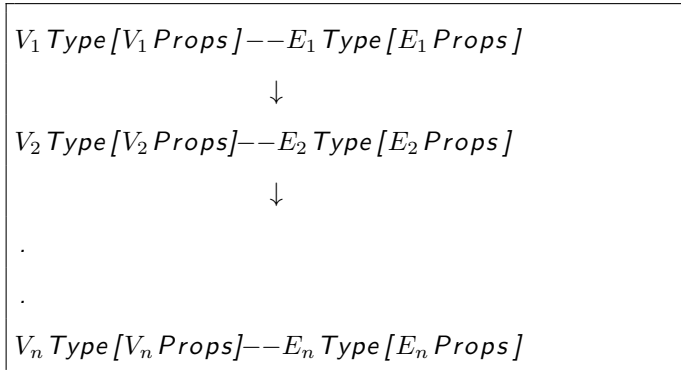 V₁ Type[V₁ Props]−−E₁ Type[E₁ Props]
↓
V₂ Type[V₂ Props]−−E₂ Type[E₂ Props]
↓
.
.
Vₙ Type[Vₙ Props]−−Eₙ Type[Eₙ Props]